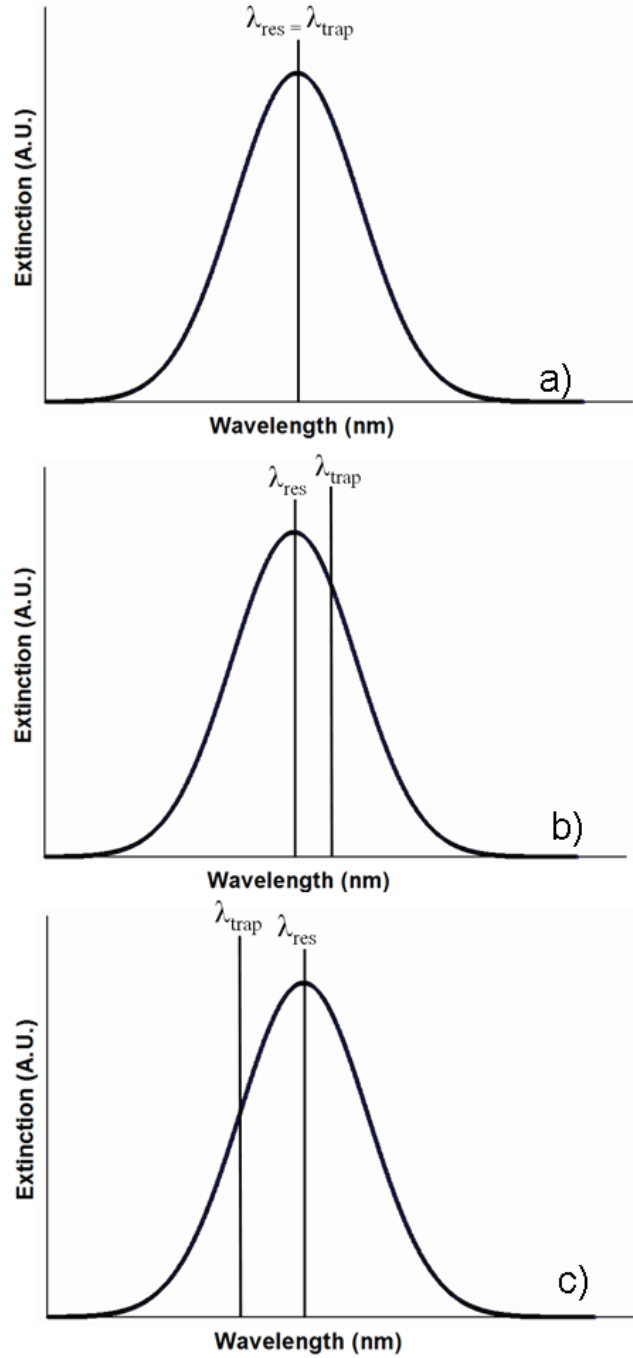 λres = λtrap
Extinction (A.U.)
a)
Wavelength (nm)
λres
λtrap
Extinction (A.U.)
b)
Wavelength (nm)
λtrap
λres
Extinction (A.U.)
c)
Wavelength (nm)